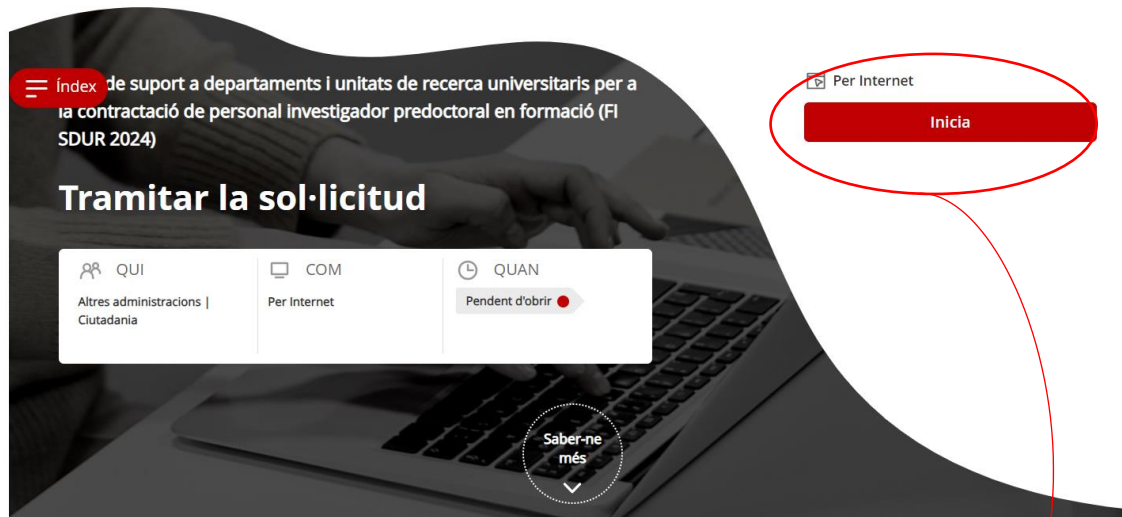 Índex
de suport a departaments i unitats de recerca universitaris per a
la contractació de personal investigador predoctoral en formació (FI
SDUR 2024)
Tramitar la sol·licitud
QUI
Altres administracions |
Ciutadania
COM
Per Internet
QUAN
Pendent d'obrir
Saber-ne
més
Per Internet
Inicia